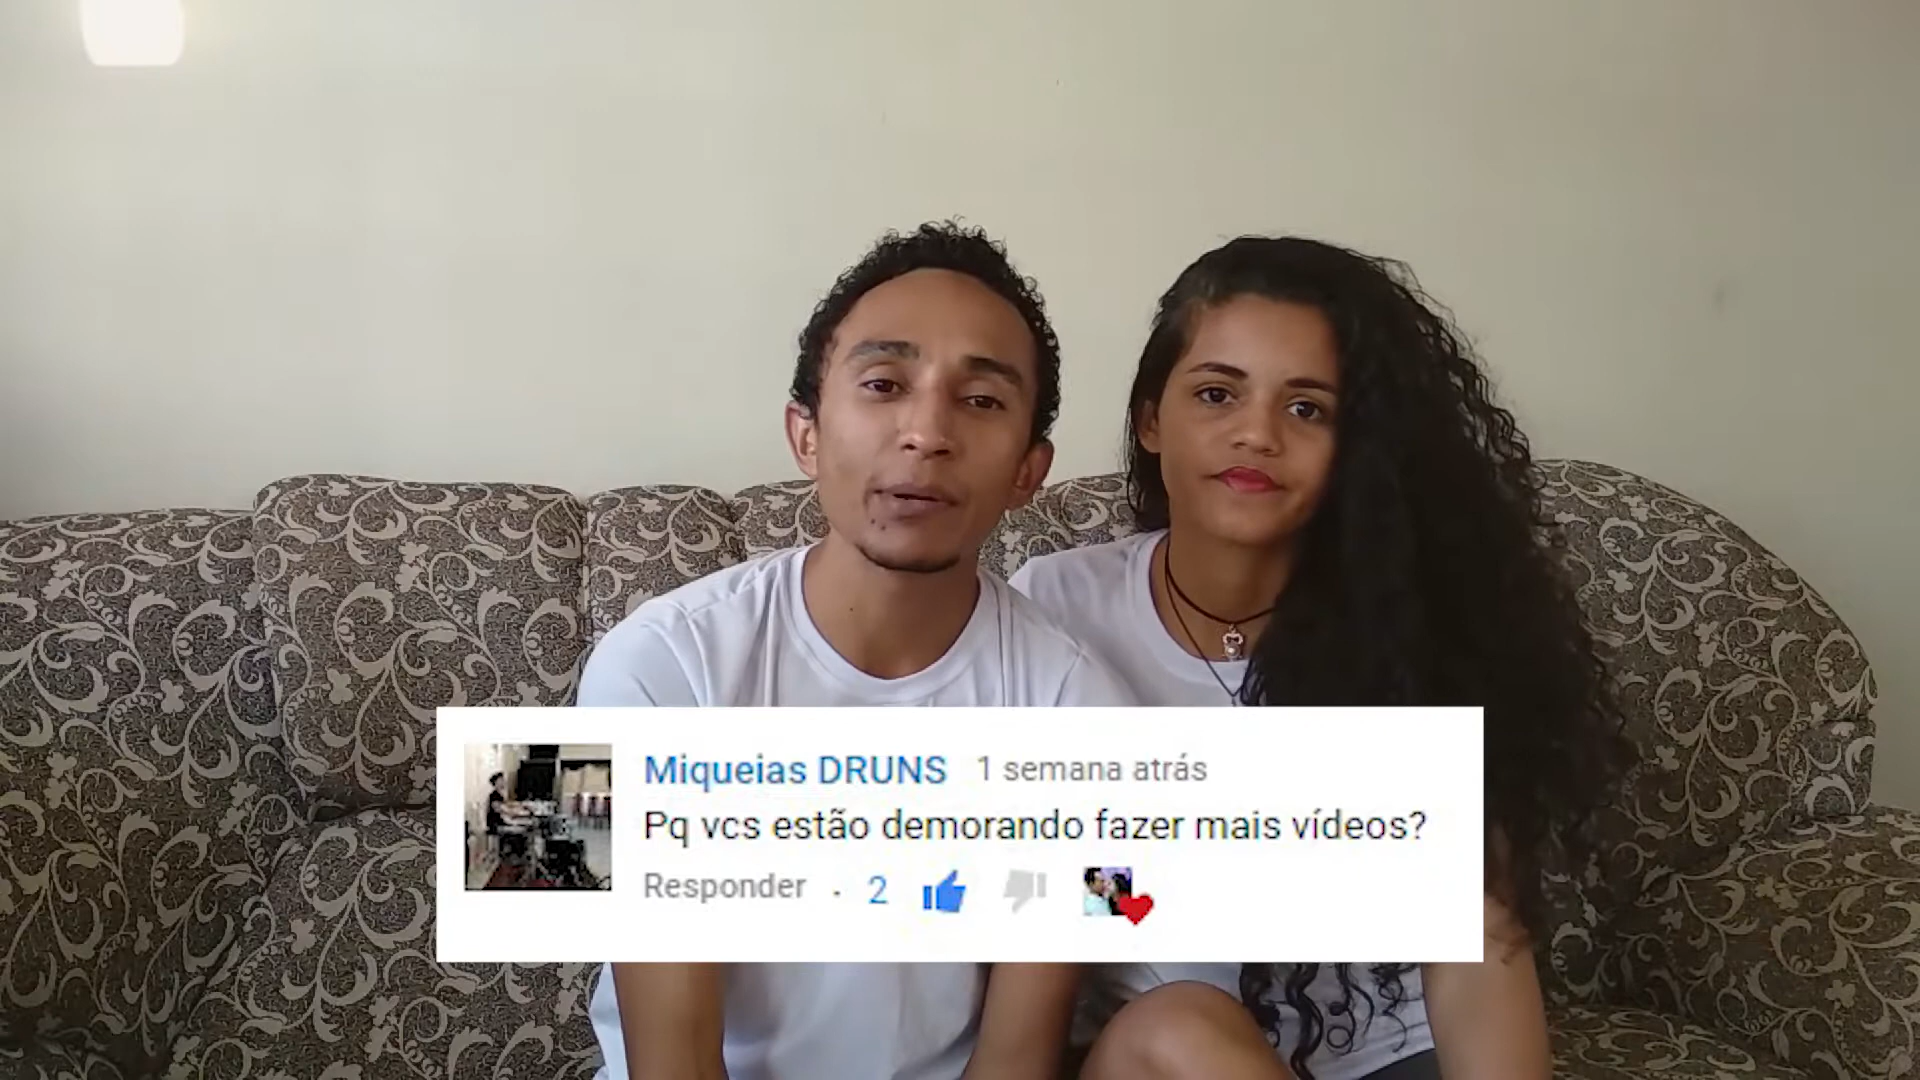 Miqueias DRUNS 1 semana atrás
Pq vcs estão demorando fazer mais vídeos?
Responder · 2